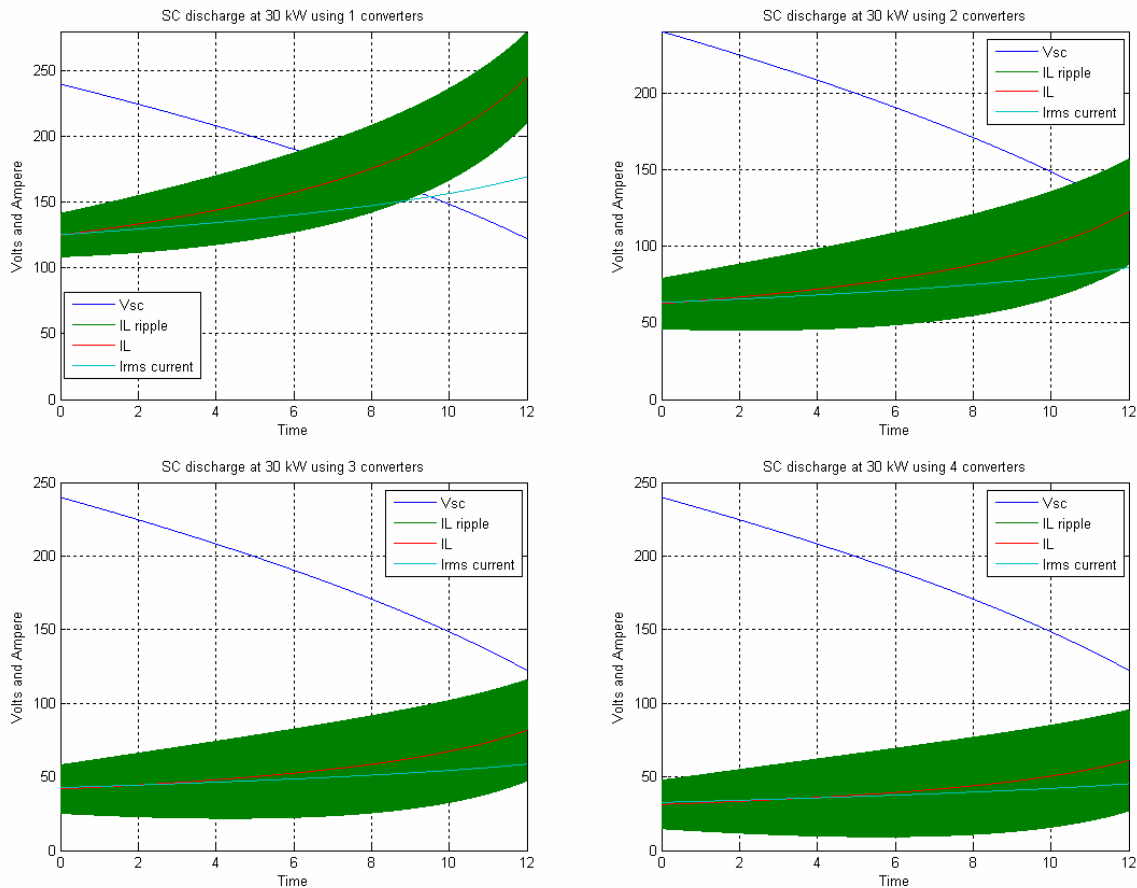 SC discharge at 30 kW using 1 converters
Volts and Ampere
250
200
150
100
50
0
Vsc
IL ripple
IL
Irms current
0 2 4 6 8 10 12
Time
SC discharge at 30 kW using 2 converters
Volts and Ampere
200
150
100
50
0
Vsc
IL ripple
IL
Irms current
0 2 4 6 8 10 12
Time
SC discharge at 30 kW using 3 converters
Volts and Ampere
250
200
150
100
50
0
Vsc
IL ripple
IL
Irms current
0 2 4 6 8 10 12
Time
SC discharge at 30 kW using 4 converters
Volts and Ampere
250
200
150
100
50
0
Vsc
IL ripple
IL
Irms current
0 2 4 6 8 10 12
Time